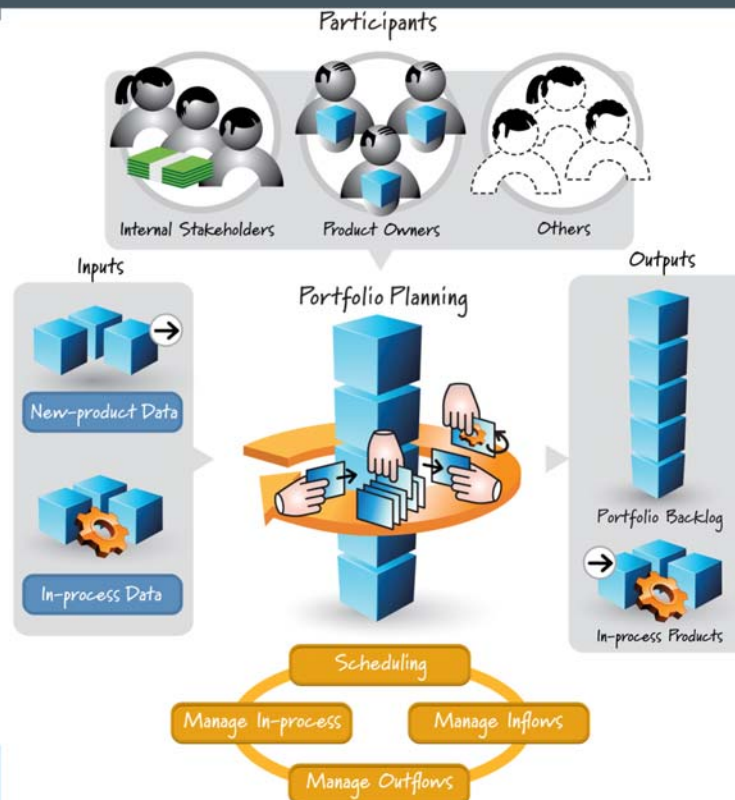 Participants
Internal Stakeholders
Product Owners
Others
Inputs
New-product Data
In-process Data
Portfolio Planning
Outputs
Portfolio Backlog
In-process Products
Scheduling
Manage In-process
Manage Inflows
Manage Outflows